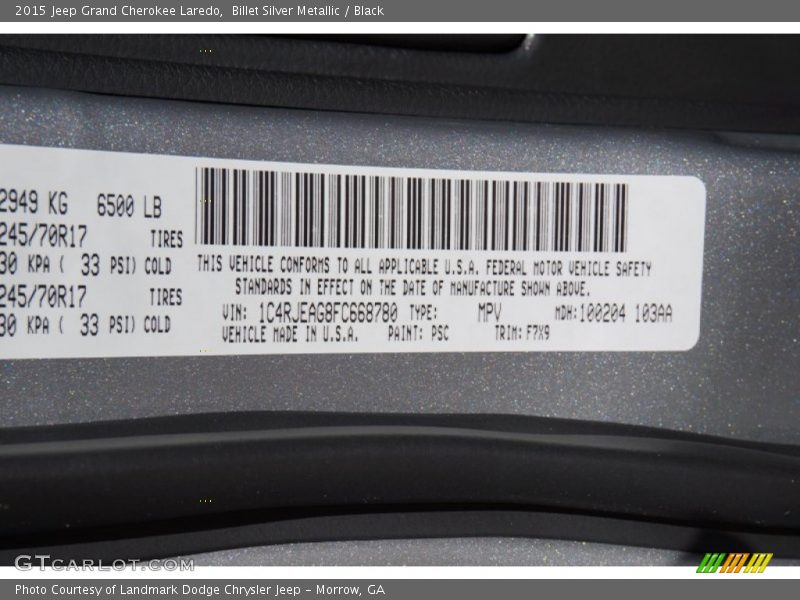 2015 Jeep Grand Cherokee Laredo, Billet Silver Metallic / Black
2949 KG 6500 LB
245/70R17 TIRES
30 KPA ( 33 PSI) COLD
245/70R17 TIRES
30 KPA ( 33 PSI) COLD
THIS VEHICLE CONFORMS TO ALL APPLICABLE U.S.A. FEDERAL MOTOR VEHICLE SAFETY
STANDARDS IN EFFECT ON THE DATE OF MANUFACTURE SHOWN ABOVE.
VIN: 1C4RJEAG8FC668780 TYPE: MPV MDH:100204 103AA
VEHICLE MADE IN U.S.A. PAINT: PSC TRIM: F7X9
GTCARLOT.COM
Photo Courtesy of Landmark Dodge Chrysler Jeep – Morrow, GA